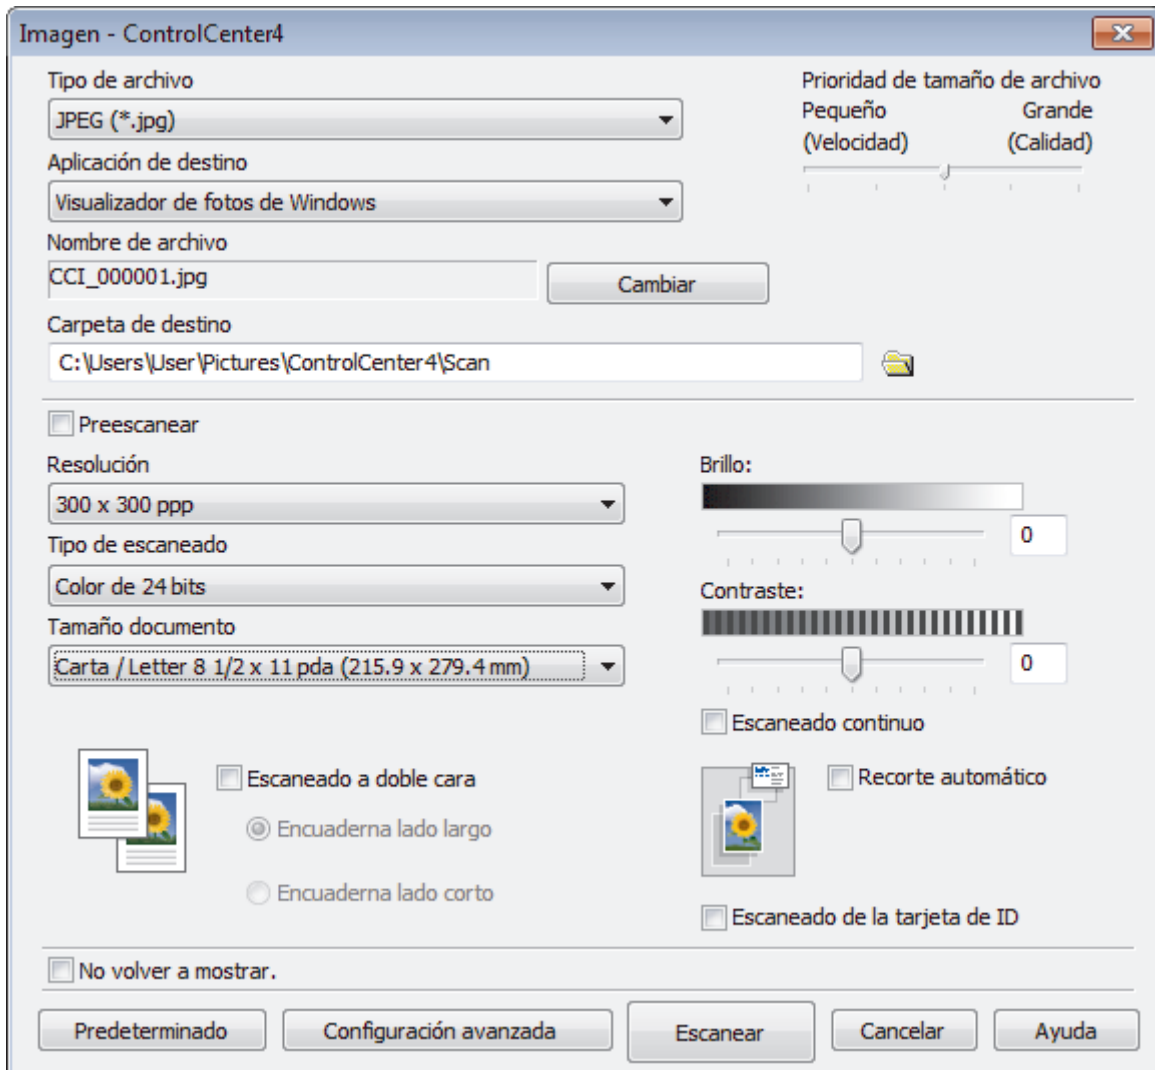 Imagen - ControlCenter4
Tipo de archivo
JPEG (*.jpg)
Prioridad de tamaño de archivo
Pequeño Grande
(Velocidad) (Calidad)
Aplicación de destino
Visualizador de fotos de Windows
Nombre de archivo
CCI_000001.jpg
Cambiar
Carpeta de destino
C:\Users\User\Pictures\ControlCenter4\Scan
Preescanear
Resolución
300 x 300 ppp
Tipo de escaneado
Color de 24 bits
Tamaño documento
Carta / Letter 8 1/2 x 11 pda (215.9 x 279.4 mm)
Brillo:
0
Contraste:
0
Escaneado continuo
Escaneado a doble cara
Encuaderna lado largo
Encuaderna lado corto
Recorte automático
Escaneado de la tarjeta de ID
No volver a mostrar.
Predeterminado
Configuración avanzada
Escanear
Cancelar
Ayuda